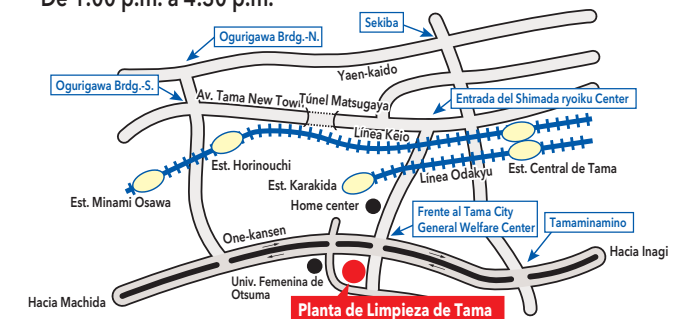 De 1:00 p.m. a 4:30 p.m.
Sekiba
Ogurigawa Brdg.-N.
Yaen-kaido
Ogurigawa Brdg.-S.
Av. Tama New Town
Túnel Matsugaya
Entrada del Shimada ryoiku Center
Línea Keio
Est. Horinouchi
Est. Central de Tama
Línea Odakyu
Est. Karakida
Est. Minami Osawa
Home center
Frente al Tama City
General Welfare Center
Tamaminamino
One-kansen
Hacia Inagi
Univ. Femenina de
Otsuma
Hacia Machida
Planta de Limpieza de Tama